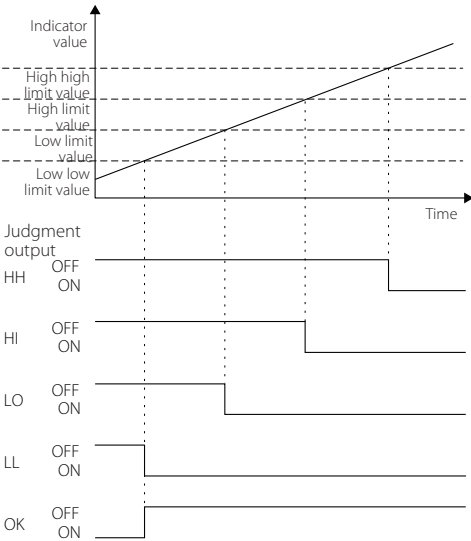 Indicator
value
High high
limit value
High limit
value
Low limit
value
Low low
limit value
Time
Judgment
output
HH OFF
ON
HI OFF
ON
LO OFF
ON
LL OFF
ON
OK OFF
ON